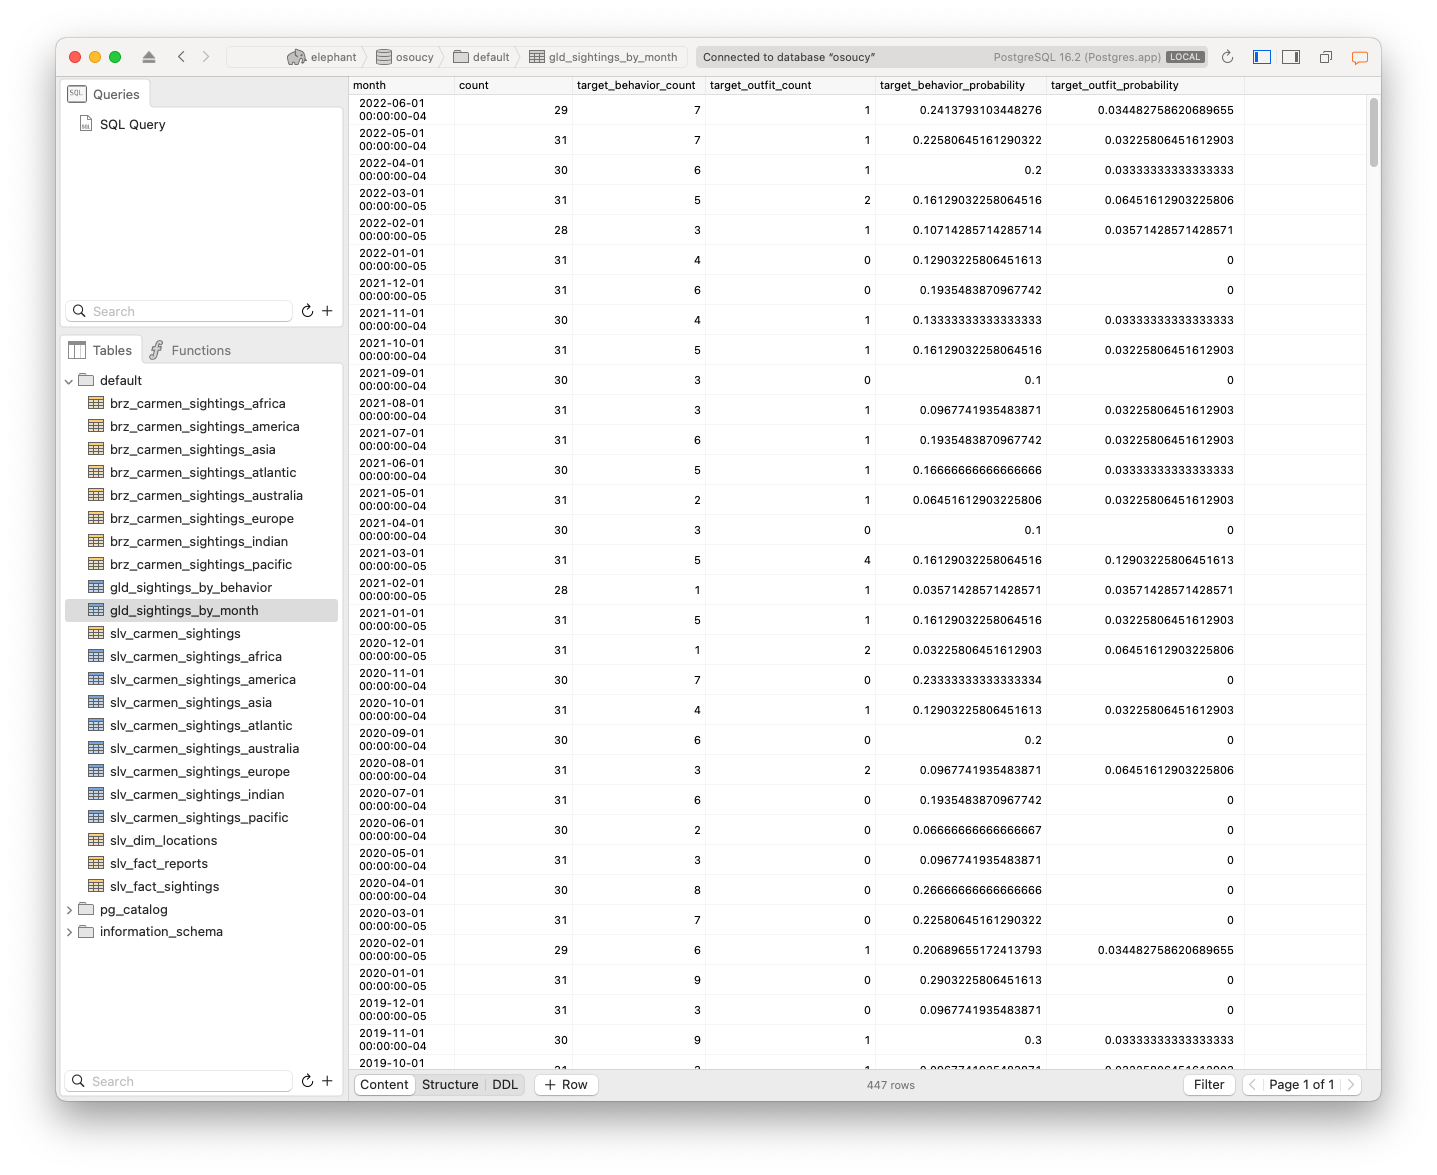 elephant osoucy default gld_sightings_by_month Connected to database “osoucy” PostgreSQL 16.2 (Postgres.app) LOCAL
SQL Queries
SQL Query
Search
Tables Functions
default
brz_carmen_sightings_africa
brz_carmen_sightings_america
brz_carmen_sightings_asia
brz_carmen_sightings_atlantic
brz_carmen_sightings_australia
brz_carmen_sightings_europe
brz_carmen_sightings_indian
brz_carmen_sightings_pacific
gld_sightings_by_behavior
gld_sightings_by_month
slv_carmen_sightings
slv_carmen_sightings_africa
slv_carmen_sightings_america
slv_carmen_sightings_asia
slv_carmen_sightings_atlantic
slv_carmen_sightings_australia
slv_carmen_sightings_europe
slv_carmen_sightings_indian
slv_carmen_sightings_pacific
slv_dim_locations
slv_fact_reports
slv_fact_sightings
pg_catalog
information_schema
Search
month count target_behavior_count target_outfit_count target_behavior_probability target_outfit_probability
2022-06-01 00:00:00-04 29 7 1 0.2413793103448276 0.034482758620689655
2022-05-01 00:00:00-04 31 7 1 0.22580645161290322 0.03225806451612903
2022-04-01 00:00:00-04 30 6 1 0.2 0.03333333333333333
2022-03-01 00:00:00-05 31 5 2 0.16129032258064516 0.06451612903225806
2022-02-01 00:00:00-05 28 3 1 0.10714285714285714 0.03571428571428571
2022-01-01 00:00:00-05 31 4 0 0.12903225806451613 0
2021-12-01 00:00:00-05 31 6 0 0.1935483870967742 0
2021-11-01 00:00:00-04 30 4 1 0.13333333333333333 0.03333333333333333
2021-10-01 00:00:00-04 31 5 1 0.16129032258064516 0.03225806451612903
2021-09-01 00:00:00-04 30 3 0 0.1 0
2021-08-01 00:00:00-04 31 3 1 0.0967741935483871 0.03225806451612903
2021-07-01 00:00:00-04 31 6 1 0.1935483870967742 0.03225806451612903
2021-06-01 00:00:00-04 30 5 1 0.16666666666666666 0.03333333333333333
2021-05-01 00:00:00-04 31 2 1 0.06451612903225806 0.03225806451612903
2021-04-01 00:00:00-04 30 3 0 0.1 0
2021-03-01 00:00:00-05 31 5 4 0.16129032258064516 0.12903225806451613
2021-02-01 00:00:00-05 28 1 1 0.03571428571428571 0.03571428571428571
2021-01-01 00:00:00-05 31 5 1 0.16129032258064516 0.03225806451612903
2020-12-01 00:00:00-05 31 1 2 0.03225806451612903 0.06451612903225806
2020-11-01 00:00:00-04 30 7 0 0.23333333333333334 0
2020-10-01 00:00:00-04 31 4 1 0.12903225806451613 0.03225806451612903
2020-09-01 00:00:00-04 30 6 0 0.2 0
2020-08-01 00:00:00-04 31 3 2 0.0967741935483871 0.06451612903225806
2020-07-01 00:00:00-04 31 6 0 0.1935483870967742 0
2020-06-01 00:00:00-04 30 2 0 0.06666666666666667 0
2020-05-01 00:00:00-04 31 3 0 0.0967741935483871 0
2020-04-01 00:00:00-04 30 8 0 0.26666666666666666 0
2020-03-01 00:00:00-05 31 7 0 0.22580645161290322 0
2020-02-01 00:00:00-05 29 6 1 0.20689655172413793 0.034482758620689655
2020-01-01 00:00:00-05 31 9 0 0.2903225806451613 0
2019-12-01 00:00:00-05 31 3 0 0.0967741935483871 0
2019-11-01 00:00:00-04 30 9 1 0.3 0.03333333333333333
2019-10-01
Content Structure DDL + Row 447 rows Filter Page 1 of 1